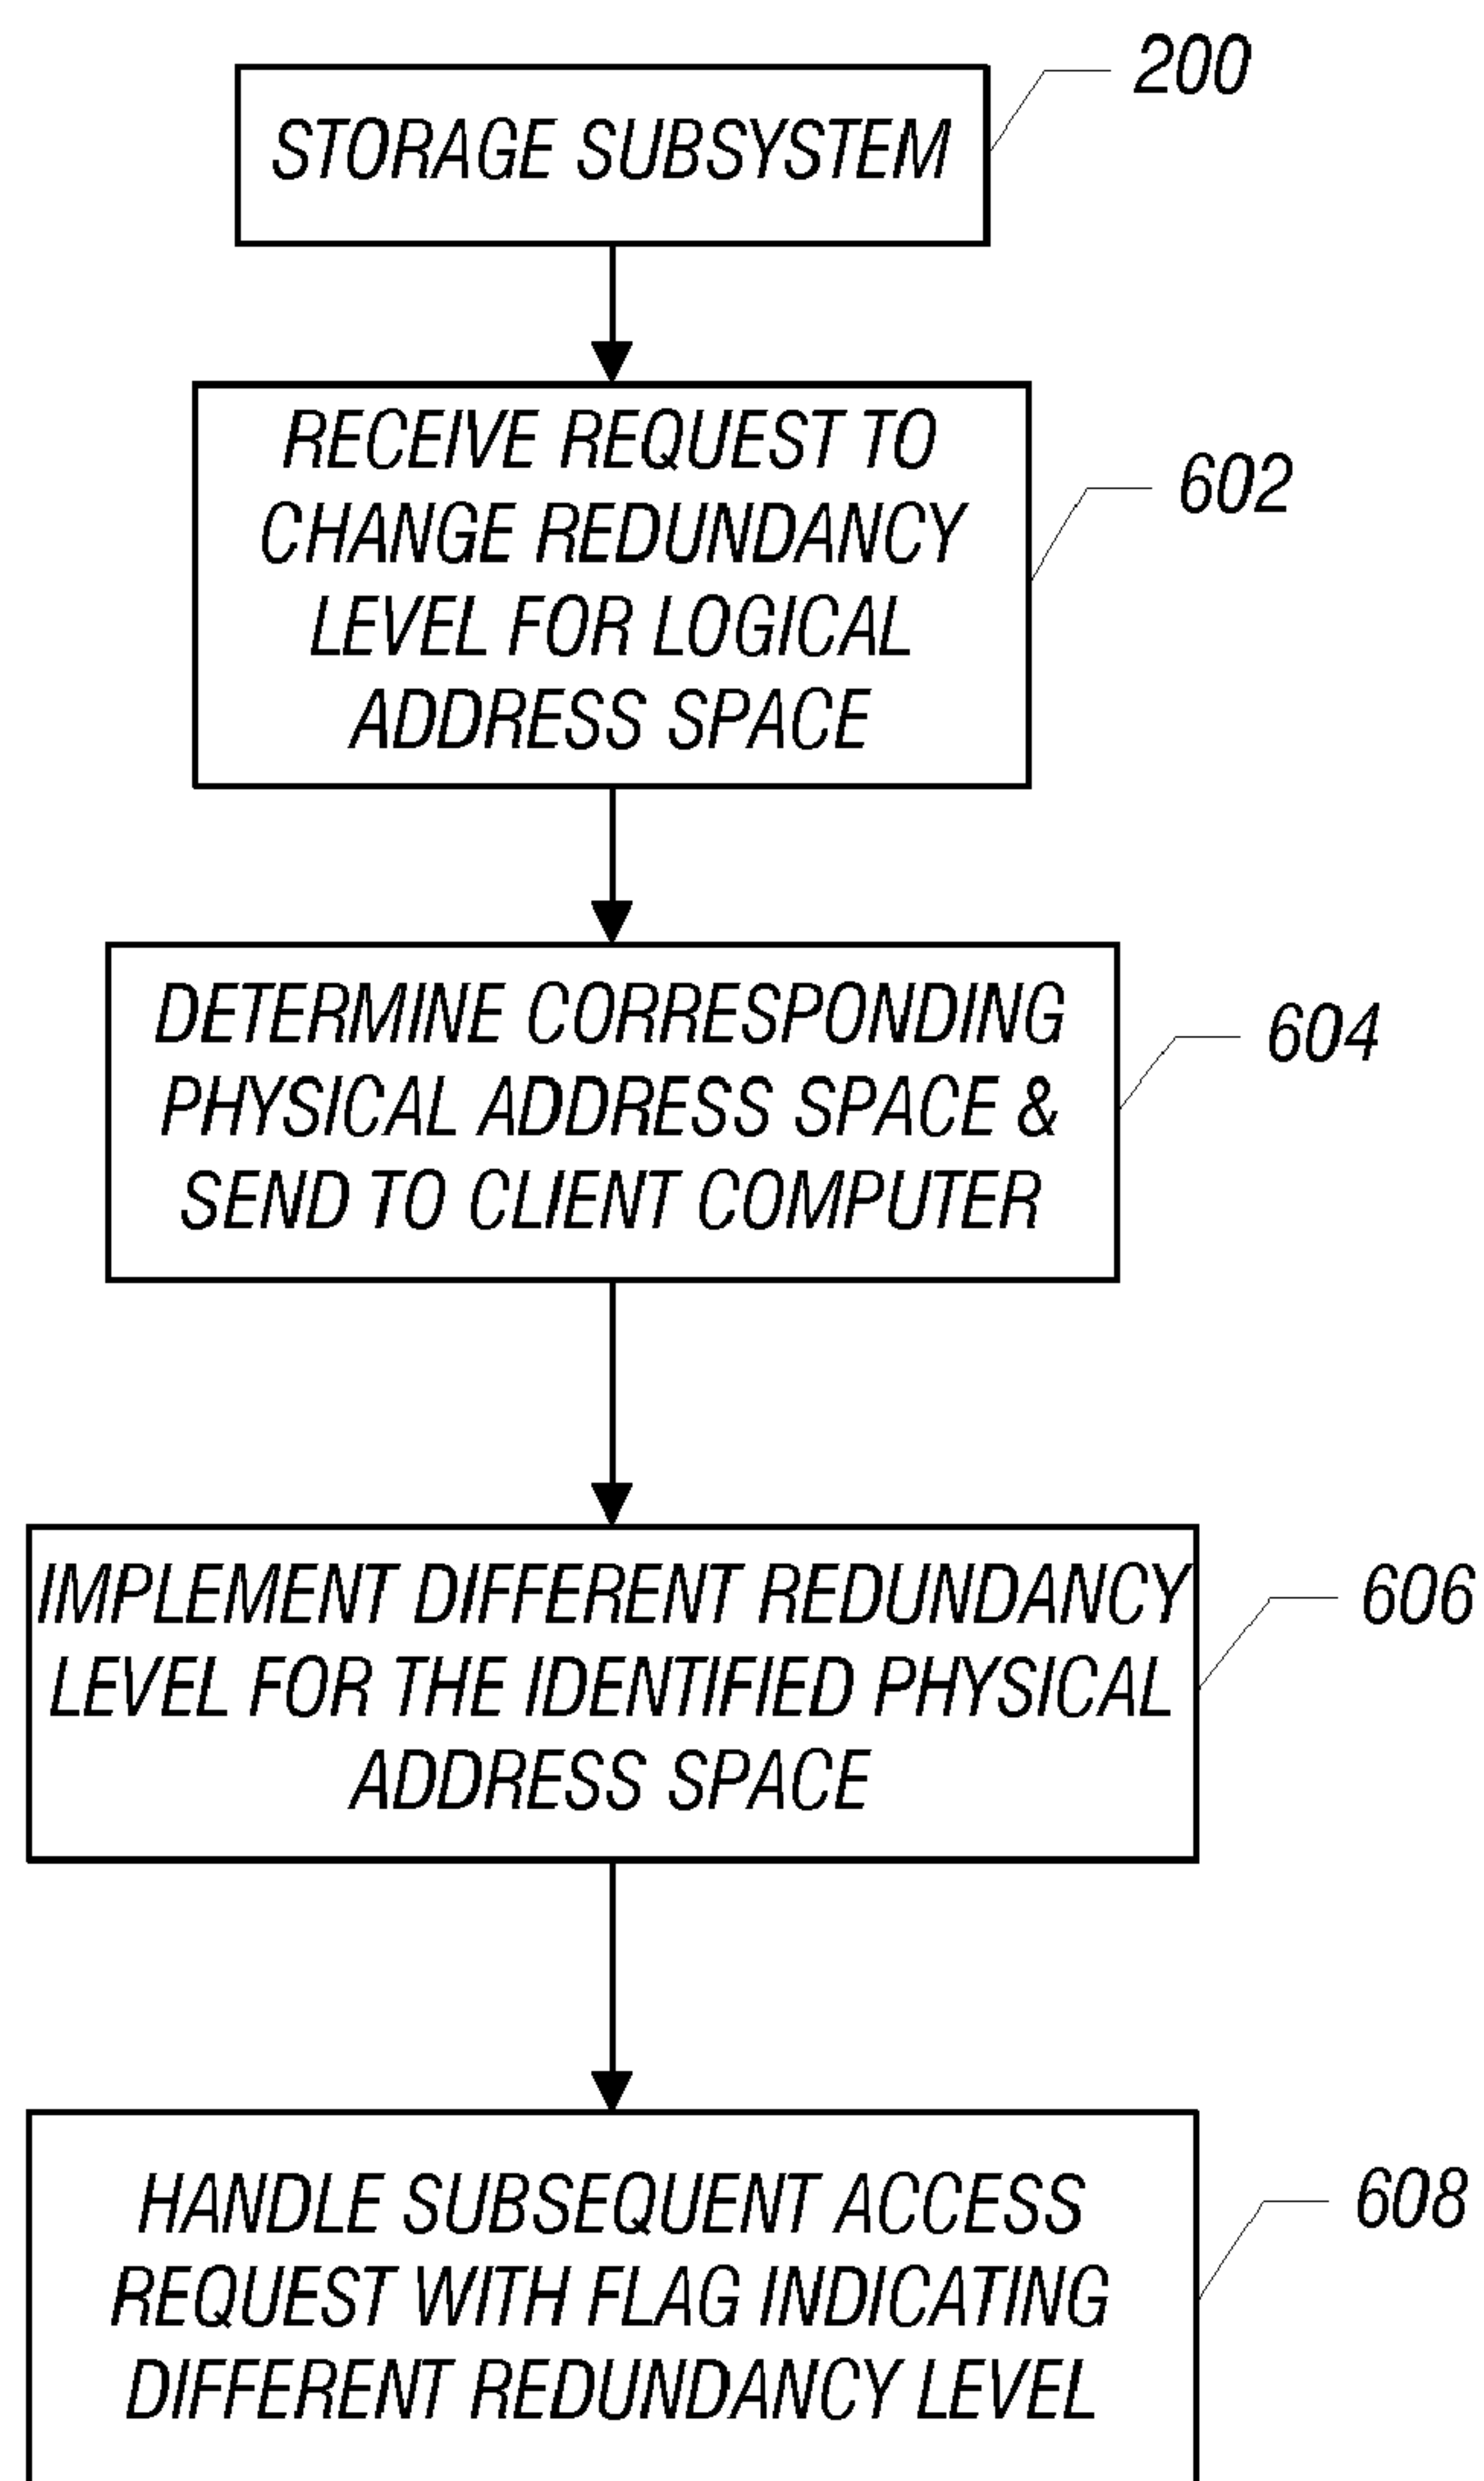 200
STORAGE SUBSYSTEM
RECEIVE REQUEST TO
CHANGE REDUNDANCY
LEVEL FOR LOGICAL
ADDRESS SPACE
602
DETERMINE CORRESPONDING
PHYSICAL ADDRESS SPACE &
SEND TO CLIENT COMPUTER
604
IMPLEMENT DIFFERENT REDUNDANCY
LEVEL FOR THE IDENTIFIED PHYSICAL
ADDRESS SPACE
606
HANDLE SUBSEQUENT ACCESS
REQUEST WITH FLAG INDICATING
DIFFERENT REDUNDANCY LEVEL
608